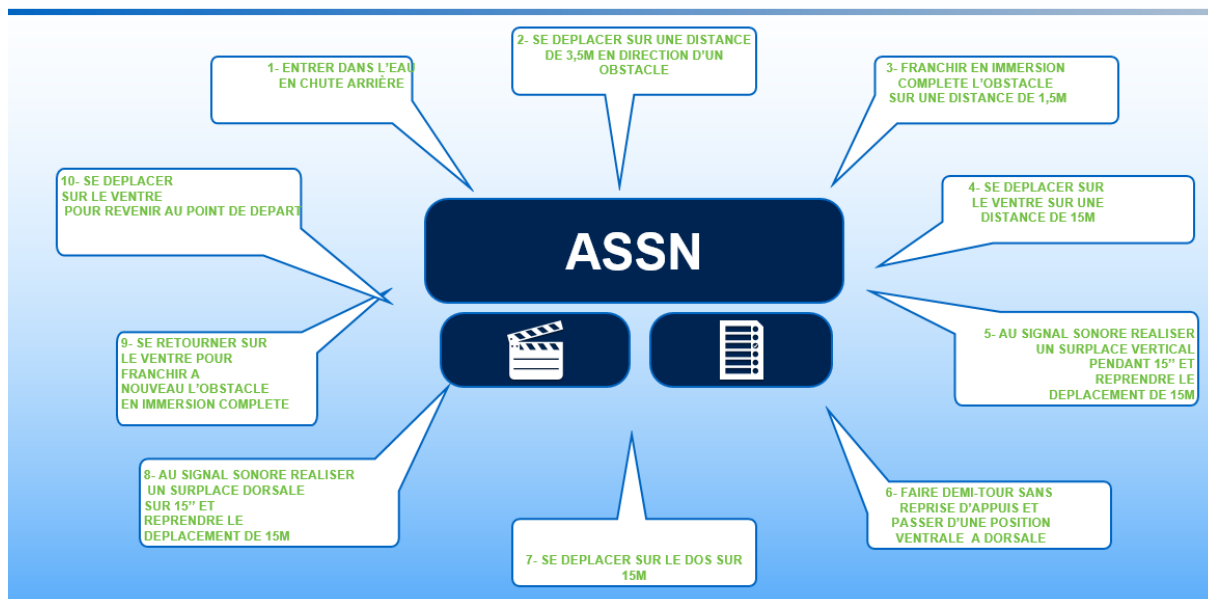 1- ENTRER DANS L'EAU
EN CHUTE ARRIÈRE
2- SE DEPLACER SUR UNE DISTANCE
DE 3,5M EN DIRECTION D'UN
OBSTACLE
3- FRANCHIR EN IMMERSION
COMPLETE L'OBSTACLE
SUR UNE DISTANCE DE 1,5M
4- SE DEPLACER SUR
LE VENTRE SUR UNE
DISTANCE DE 15M
5- AU SIGNAL SONORE REALISER
UN SURPLACE VERTICAL
PENDANT 15” ET
REPRENDRE LE
DEPLACEMENT DE 15M
6- FAIRE DEMI-TOUR SANS
REPRISE D'APPUIS ET
PASSER D'UNE POSITION
VENTRALE A DORSALE
7- SE DEPLACER SUR LE DOS SUR
15M
8- AU SIGNAL SONORE REALISER
UN SURPLACE DORSALE
SUR 15” ET
REPRENDRE LE
DEPLACEMENT DE 15M
9- SE RETOURNER SUR
LE VENTRE POUR
FRANCHIR A
NOUVEAU L'OBSTACLE
EN IMMERSION COMPLETE
10- SE DEPLACER
SUR LE VENTRE
POUR REVENIR AU POINT DE DEPART
ASSN